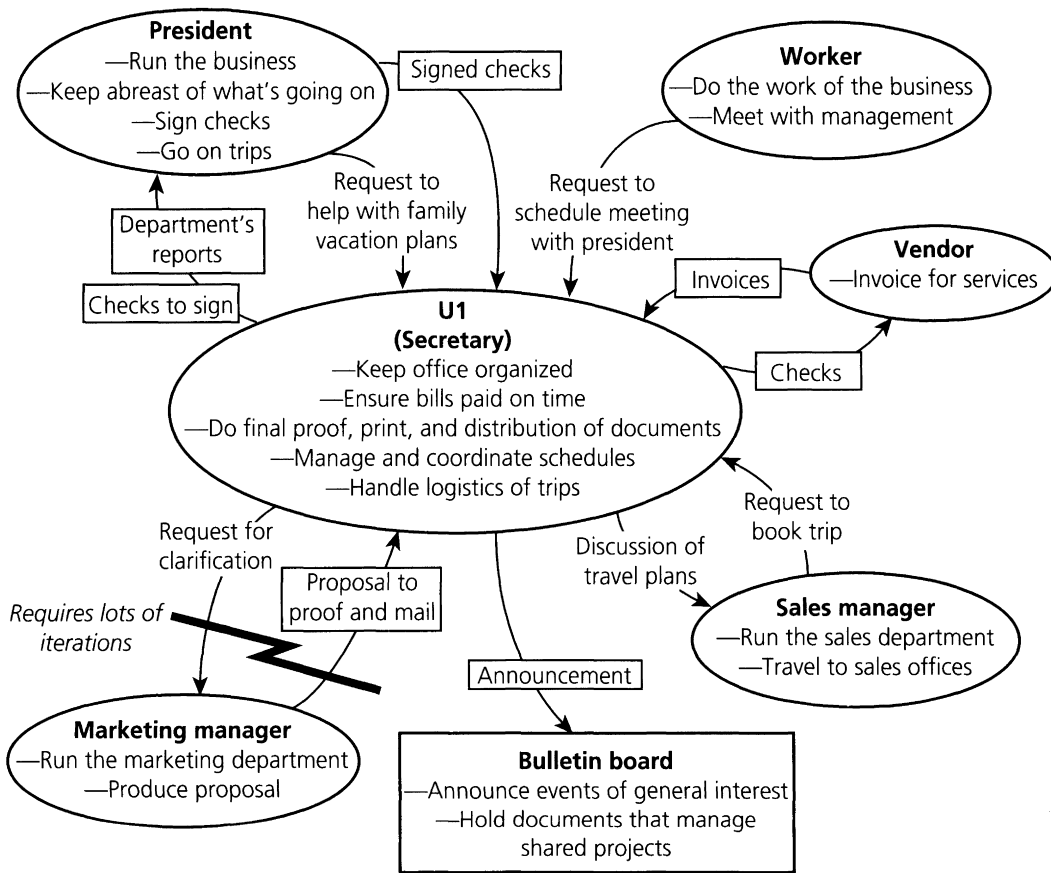 President
—Run the business
—Keep abreast of what's going on
—Sign checks
—Go on trips
Signed checks
Worker
—Do the work of the business
—Meet with management
Request to
help with family
vacation plans
Request to
schedule meeting
with president
Department's
reports
Checks to sign
Vendor
—Invoice for services
Invoices
Checks
U1
(Secretary)
—Keep office organized
—Ensure bills paid on time
—Do final proof, print, and distribution of documents
—Manage and coordinate schedules
—Handle logistics of trips
Request for
clarification
Proposal to
proof and mail
Requires lots of
iterations
Discussion of
travel plans
Request to
book trip
Sales manager
—Run the sales department
—Travel to sales offices
Announcement
Marketing manager
—Run the marketing department
—Produce proposal
Bulletin board
—Announce events of general interest
—Hold documents that manage
shared projects